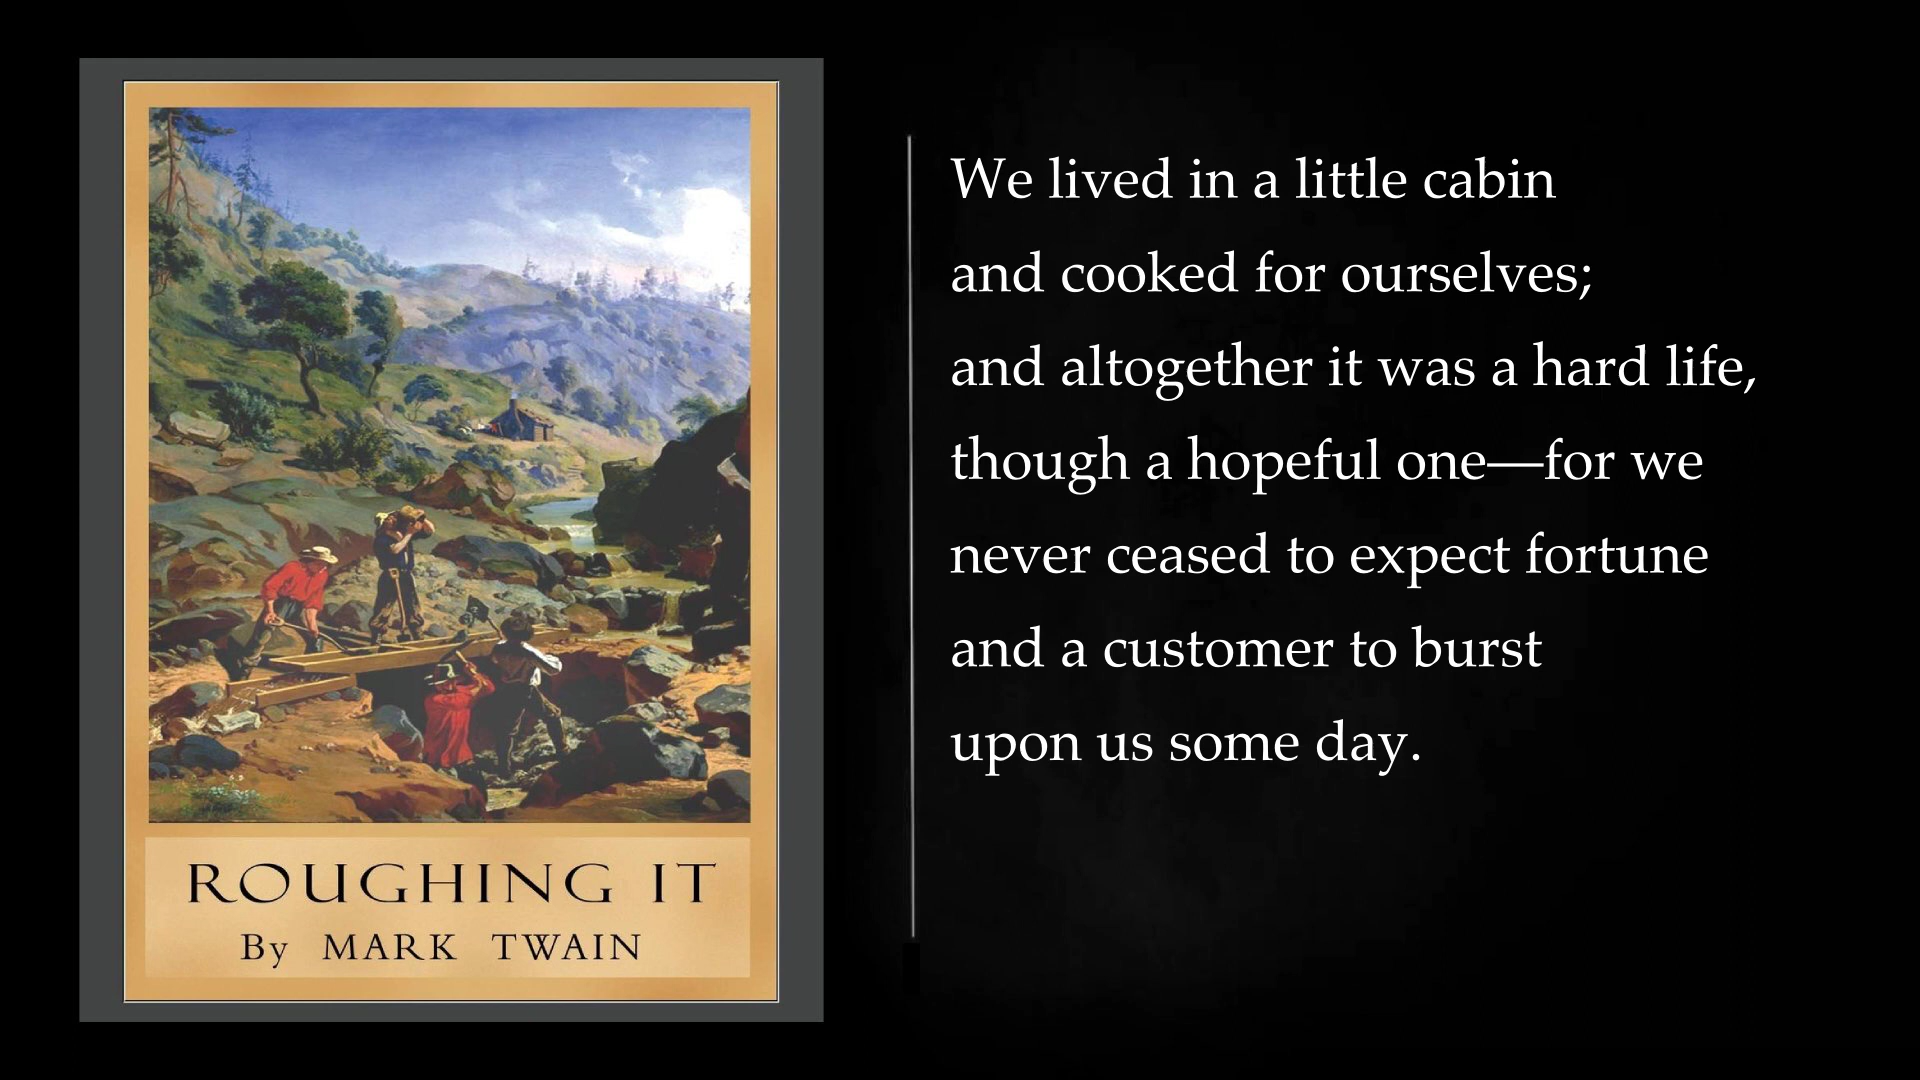 ROUGHING IT
By MARK TWAIN
We lived in a little cabin
and cooked for ourselves;
and altogether it was a hard life,
though a hopeful one—for we
never ceased to expect fortune
and a customer to burst
upon us some day.